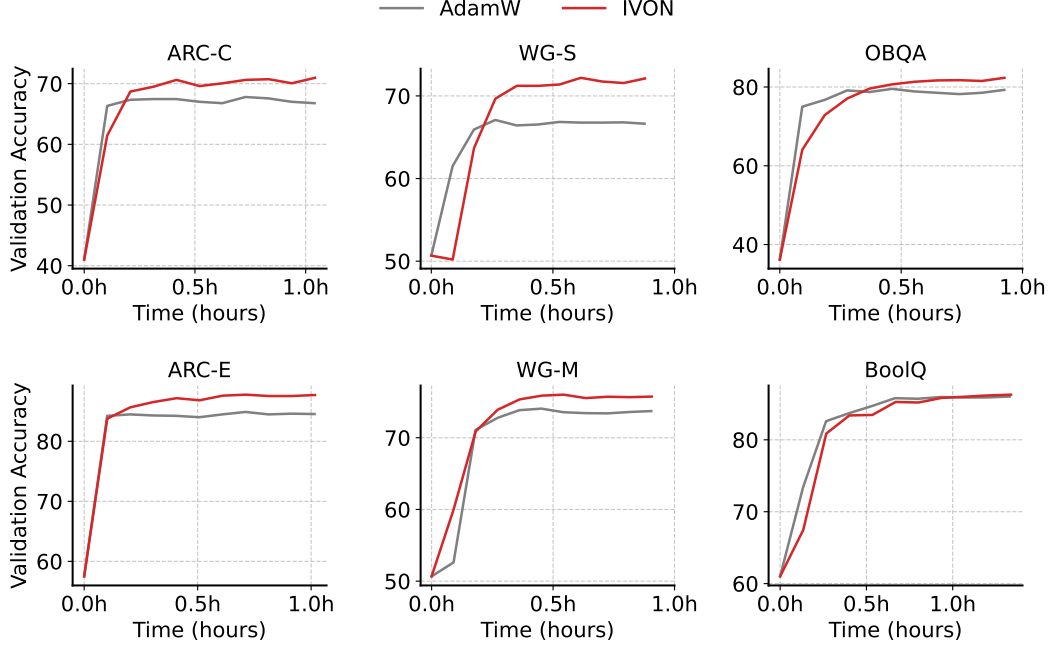 AdamW IVON
ARC-C WG-S OBQA
Validation Accuracy
70
60
50
40
0.0h 0.5h 1.0h
Time (hours)
70
60
50
0.0h 0.5h 1.0h
Time (hours)
80
60
40
0.0h 0.5h 1.0h
Time (hours)
ARC-E WG-M BoolQ
Validation Accuracy
80
70
60
0.0h 0.5h 1.0h
Time (hours)
70
60
50
0.0h 0.5h 1.0h
Time (hours)
80
70
60
0.0h 0.5h 1.0h
Time (hours)